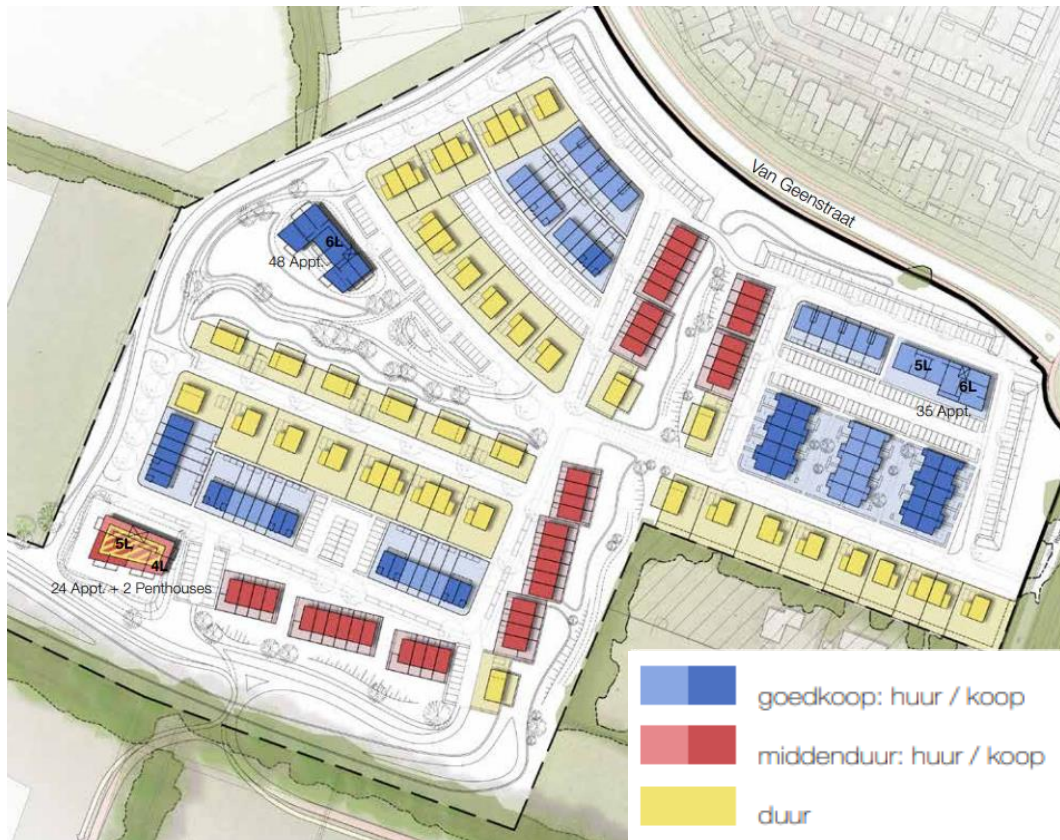 Van Geenstraat
6L
48 Appt.
5L
6L
35 Appt.
5L
4L
24 Appt. + 2 Penthouses
goedkoop: huur / koop
middenduur: huur / koop
duur